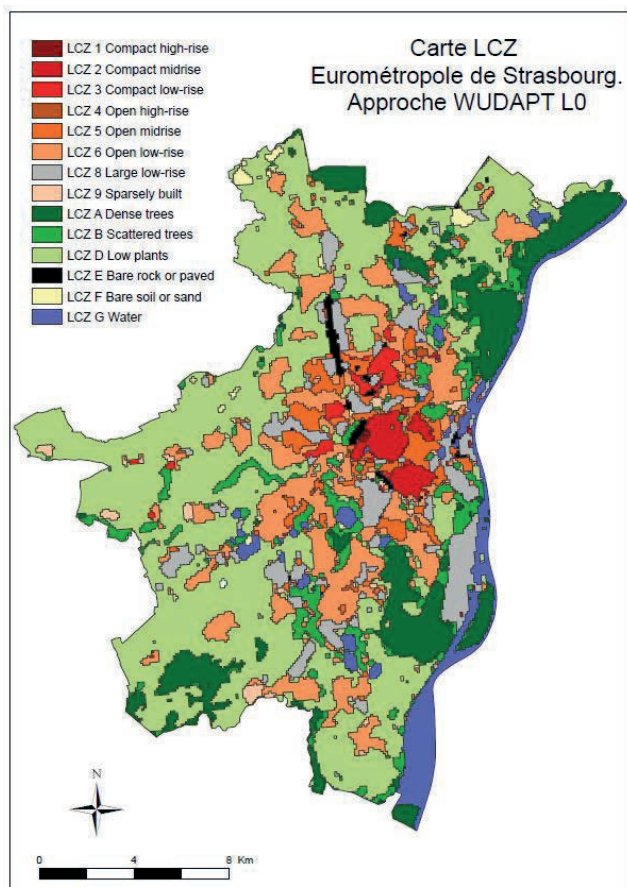 Carte LCZ
Eurométropole de Strasbourg.
Approche WUDAPT L0
LCZ 1 Compact high-rise
LCZ 2 Compact midrise
LCZ 3 Compact low-rise
LCZ 4 Open high-rise
LCZ 5 Open midrise
LCZ 6 Open low-rise
LCZ 8 Large low-rise
LCZ 9 Sparsely built
LCZ A Dense trees
LCZ B Scattered trees
LCZ D Low plants
LCZ E Bare rock or paved
LCZ F Bare soil or sand
LCZ G Water
N
0 4 8 Km